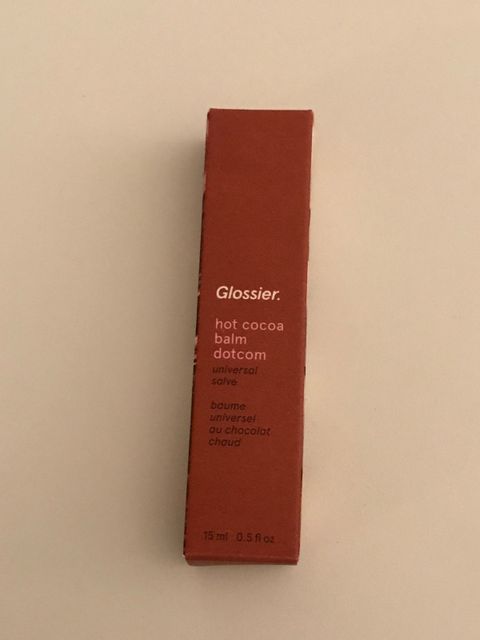 Glossier.
hot cocoa
balm
dotcom
universal
salve
baume
universel
au chocolat
chaud
15 ml 0.5 fl oz